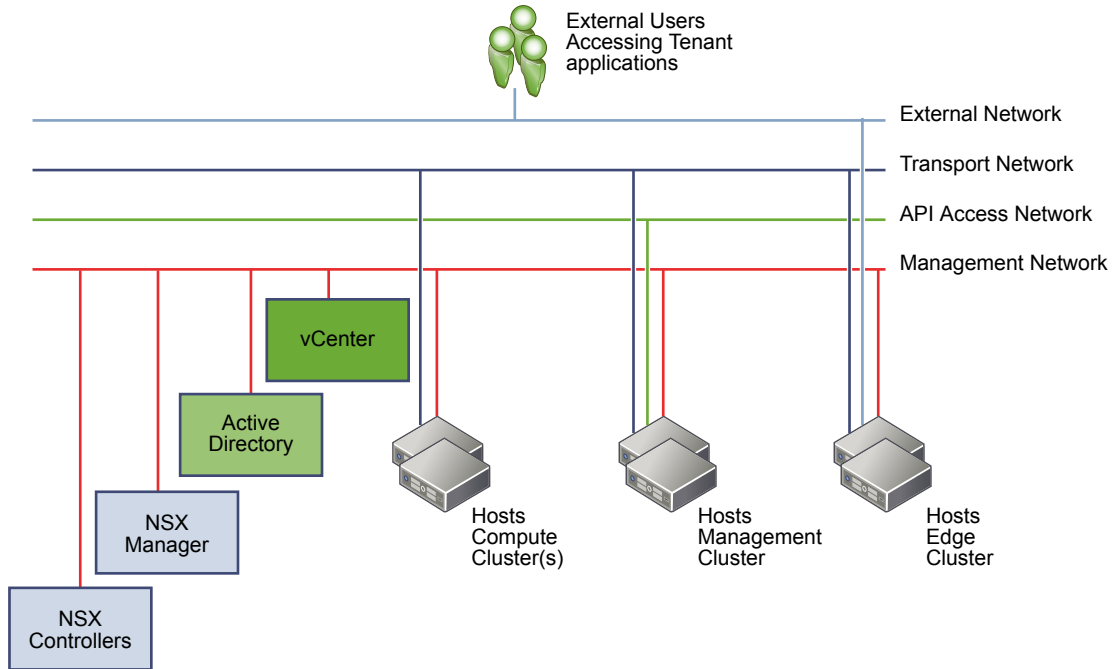 External Users
Accessing Tenant
applications
External Network
Transport Network
API Access Network
Management Network
vCenter
Active
Directory
NSX
Manager
NSX
Controllers
Hosts
Compute
Cluster(s)
Hosts
Management
Cluster
Hosts
Edge
Cluster